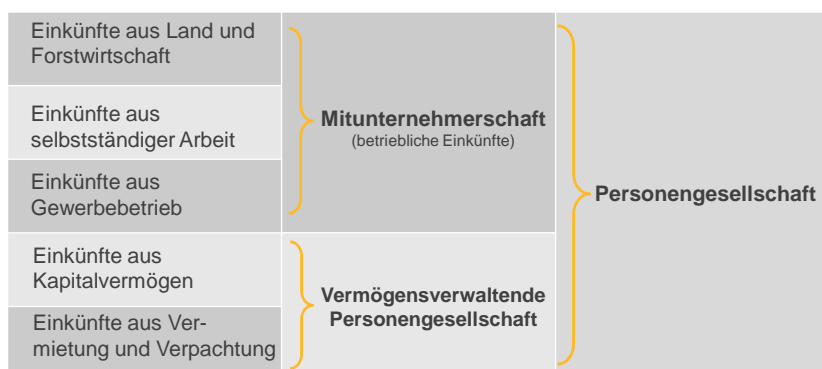 Einkünfte aus Land und
Forstwirtschaft
Einkünfte aus
selbstständiger Arbeit
Einkünfte aus
Gewerbebetrieb
Mitunternehmerschaft
(betriebliche Einkünfte)
Einkünfte aus
Kapitalvermögen
Einkünfte aus Ver-
mietung und Verpachtung
Vermögensverwaltende
Personengesellschaft
Personengesellschaft